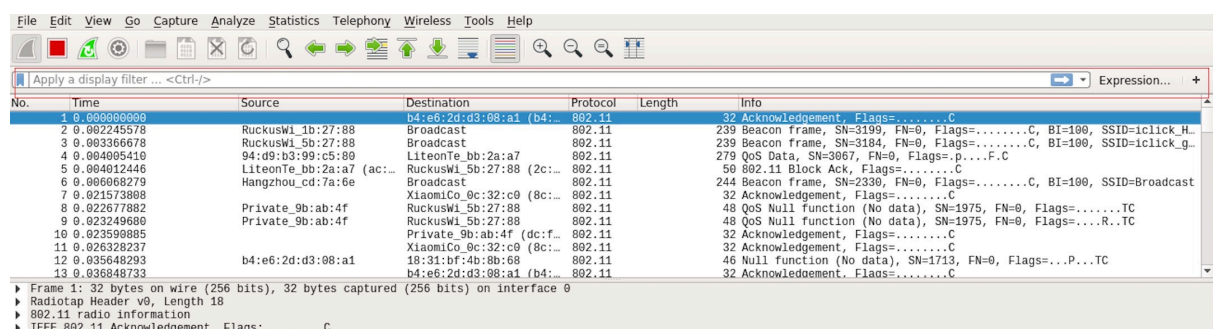 File Edit View Go Capture Analyze Statistics Telephony Wireless Tools Help
Apply a display filter ... <Ctrl-/> Expression... +
No. Time Source Destination Protocol Length Info
1 0.000000000 b4:e6:2d:d3:08:a1 (b4:… 802.11 32 Acknowledgement, Flags=........C
2 0.002245578 RuckusWi_1b:27:88 Broadcast 802.11 239 Beacon frame, SN=3199, FN=0, Flags=........C, BI=100, SSID=iclick_H…
3 0.003366678 RuckusWi_5b:27:88 Broadcast 802.11 239 Beacon frame, SN=3184, FN=0, Flags=........C, BI=100, SSID=iclick_g…
4 0.004005410 94:d9:b3:99:c5:80 LiteonTe_bb:2a:a7 802.11 279 QoS Data, SN=3067, FN=0, Flags=.p....F.C
5 0.004012446 LiteonTe_bb:2a:a7 (ac:… RuckusWi_5b:27:88 (2c:… 802.11 50 802.11 Block Ack, Flags=........C
6 0.006068279 Hangzhou_cd:7a:6e Broadcast 802.11 244 Beacon frame, SN=2330, FN=0, Flags=........C, BI=100, SSID=Broadcast
7 0.021573808 XiaomiCo_0c:32:c0 (8c:… 802.11 32 Acknowledgement, Flags=........C
8 0.022677882 Private_9b:ab:4f RuckusWi_5b:27:88 802.11 48 QoS Null function (No data), SN=1975, FN=0, Flags=.......TC
9 0.023249680 Private_9b:ab:4f RuckusWi_5b:27:88 802.11 48 QoS Null function (No data), SN=1975, FN=0, Flags=....R..TC
10 0.023590885 Private_9b:ab:4f (dc:f… 802.11 32 Acknowledgement, Flags=........C
11 0.026328237 XiaomiCo_0c:32:c0 (8c:… 802.11 32 Acknowledgement, Flags=........C
12 0.035648293 b4:e6:2d:d3:08:a1 18:31:bf:4b:8b:68 802.11 46 Null function (No data), SN=1713, FN=0, Flags=...P...TC
13 0.036848733 b4:e6:2d:d3:08:a1 (b4:… 802.11 32 Acknowledgement, Flags=........C
Frame 1: 32 bytes on wire (256 bits), 32 bytes captured (256 bits) on interface 0
Radiotap Header v0, Length 18
802.11 radio information
IEEE 802.11 Acknowledgement, Flags: ........C